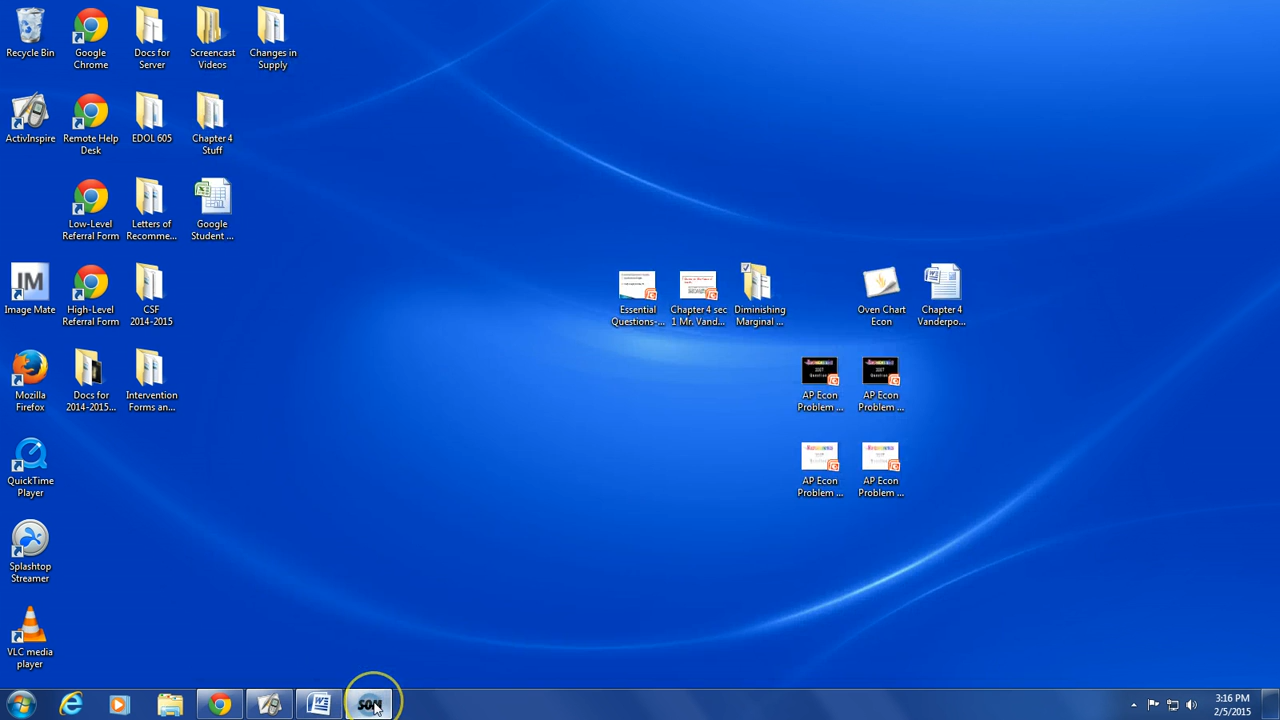 Recycle Bin
Google
Chrome
Docs for
Server
Screencast
Videos
Changes in
Supply
ActivInspire
Remote Help
Desk
EDOL 605
Chapter 4
Stuff
Low-Level
Referral Form
Letters of
Recomme...
Google
Student ...
IM
Image Mate
High-Level
Referral Form
CSF
2014-2015
Essential
Questions-...
Chapter 4 sec
1 Mr. Vand...
Diminishing
Marginal ...
Oven Chart
Econ
Chapter 4
Vanderpo...
Mozilla
Firefox
Docs for
2014-2015...
Intervention
Forms an...
AP Econ
Problem ...
AP Econ
Problem ...
QuickTime
Player
AP Econ
Problem ...
AP Econ
Problem ...
Splashtop
Streamer
VLC media
player
SOM
3:16 PM
2/5/2015